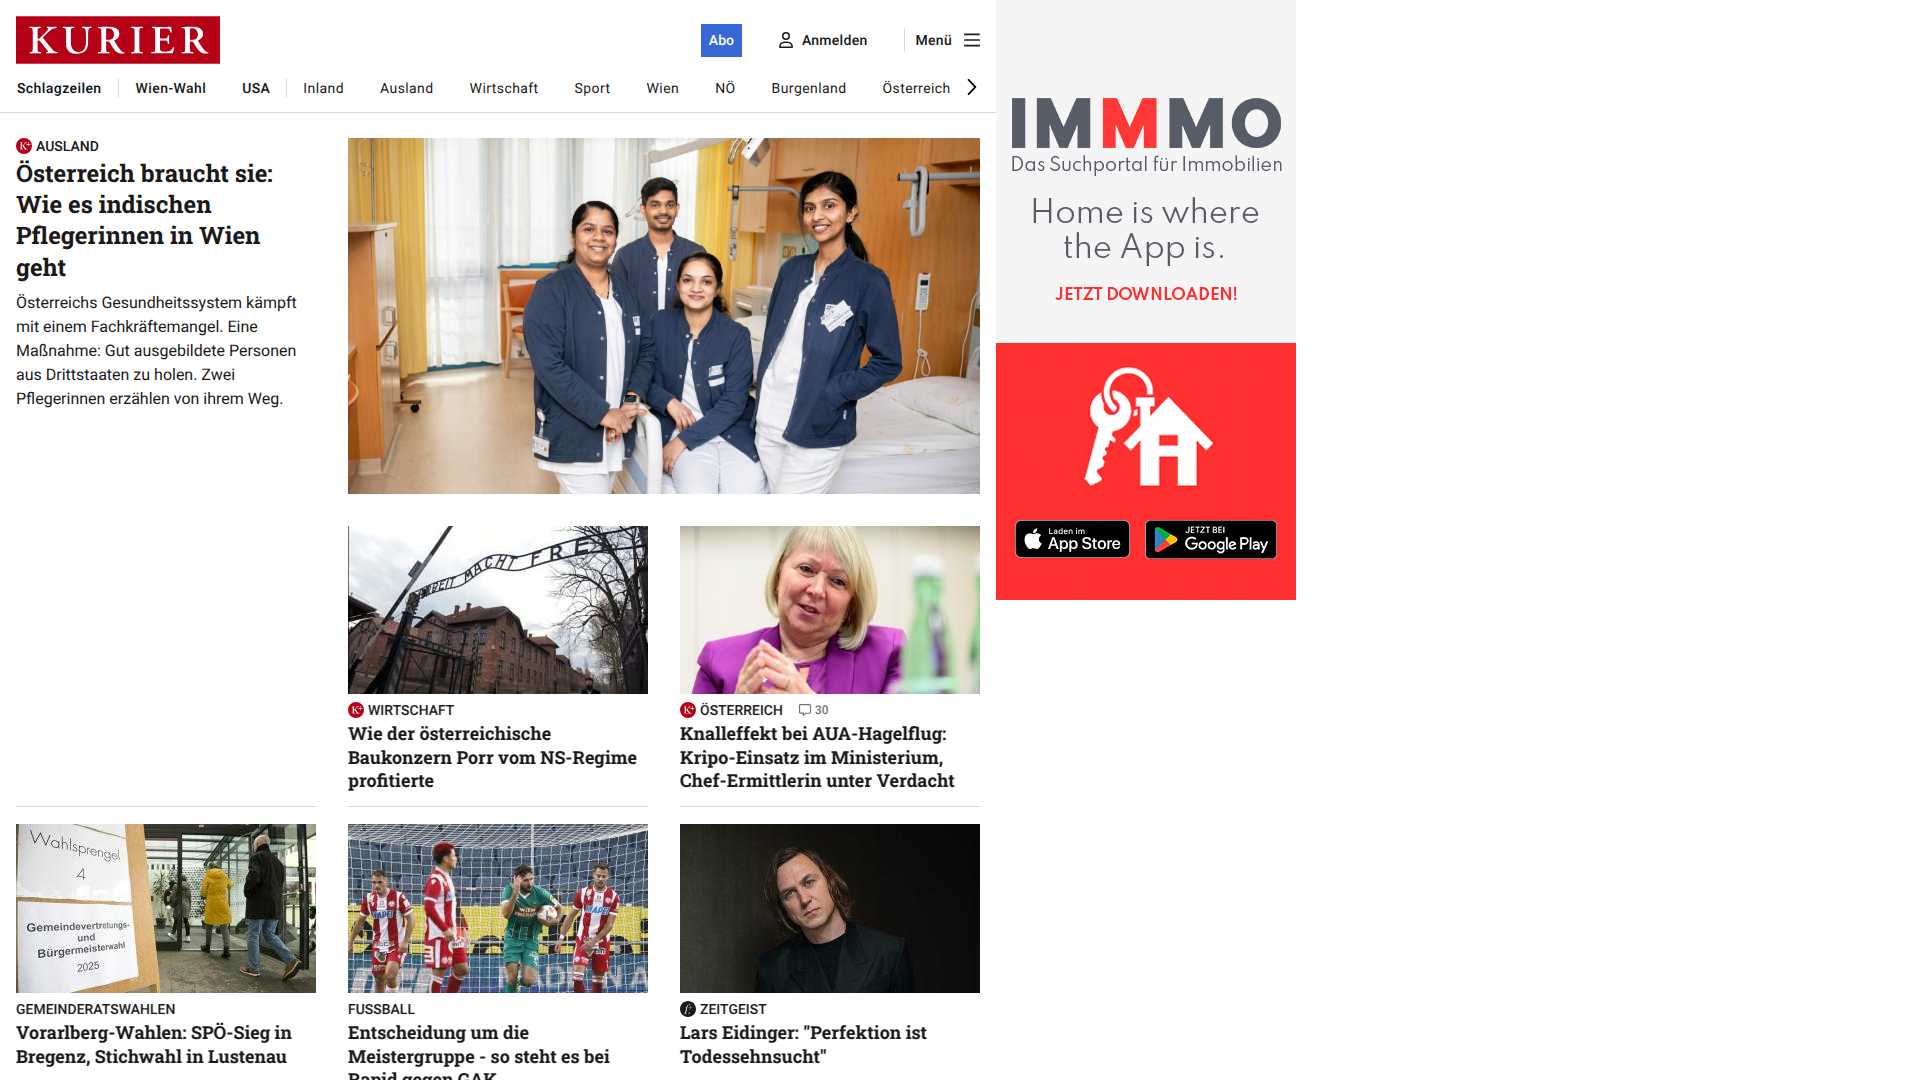 KURIER
Abo
Anmelden
Menü
Schlagzeilen
Wien-Wahl
USA
Inland
Ausland
Wirtschaft
Sport
Wien
NÖ
Burgenland
Österreich
K+ AUSLAND
Österreich braucht sie:
Wie es indischen
Pflegerinnen in Wien
geht
Österreichs Gesundheitssystem kämpft
mit einem Fachkräftemangel. Eine
Maßnahme: Gut ausgebildete Personen
aus Drittstaaten zu holen. Zwei
Pflegerinnen erzählen von ihrem Weg.
IMMMO
Das Suchportal für Immobilien
Home is where
the App is.
JETZT DOWNLOADEN!
Laden im
App Store
JETZT BEI
Google Play
ARBEIT MACHT FREI
K+ WIRTSCHAFT
Wie der österreichische
Baukonzern Porr vom NS-Regime
profitierte
K+ ÖSTERREICH 30
Knalleffekt bei AUA-Hagelflug:
Kripo-Einsatz im Ministerium,
Chef-Ermittlerin unter Verdacht
Wahlsprengel
4
Gemeindevertretungs-
und
Bürgermeisterwahl
2025
GEMEINDERATSWAHLEN
Vorarlberg-Wahlen: SPÖ-Sieg in
Bregenz, Stichwahl in Lustenau
FUSSBALL
Entscheidung um die
Meistergruppe - so steht es bei
Rapid gegen GAK
ZEITGEIST
Lars Eidinger: "Perfektion ist
Todessehnsucht"